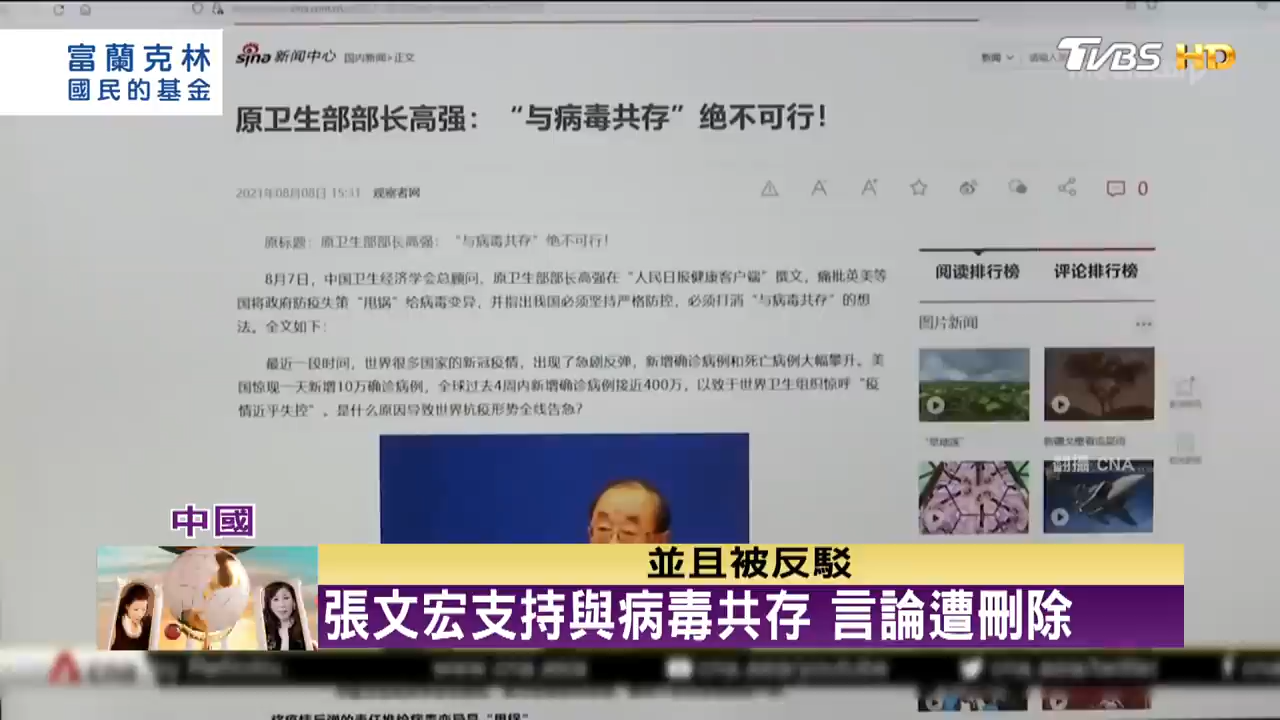 富蘭克林
國民的基金
TVBS HD
sina 新闻中心 国内新闻>正文
新闻
原卫生部部长高强：“与病毒共存”绝不可行！
2021年08月08日 15:31 观察者网
0
原标题：原卫生部部长高强：“与病毒共存”绝不可行！
8月7日，中国卫生经济学会总顾问、原卫生部部长高强在“人民日报健康客户端”撰文，痛批英美等
国将政府防疫失策“甩锅”给病毒变异，并指出我国必须坚持严格防控，必须打消“与病毒共存”的想
法。全文如下：
最近一段时间，世界很多国家的新冠疫情，出现了急剧反弹，新增确诊病例和死亡病例大幅攀升。美
国惊现一天新增10万确诊病例，全球过去4周内新增确诊病例接近400万，以致于世界卫生组织惊呼“疫
情近乎失控”。是什么原因导致世界抗疫形势全线告急？
阅读排行榜 评论排行榜
图片新闻
翻攝 CNA
中國
並且被反駁
張文宏支持與病毒共存 言論遭刪除